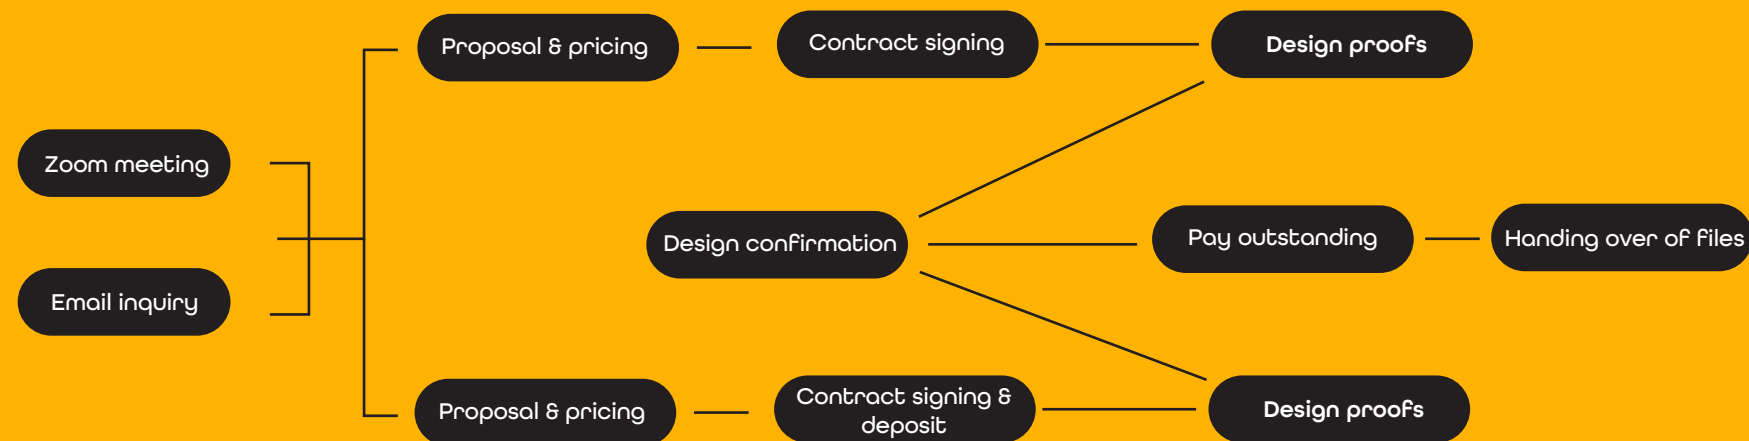 Proposal & pricing
Contract signing
Design proofs
Zoom meeting
Email inquiry
Design confirmation
Pay outstanding
Handing over of files
Proposal & pricing
Contract signing &
deposit
Design proofs